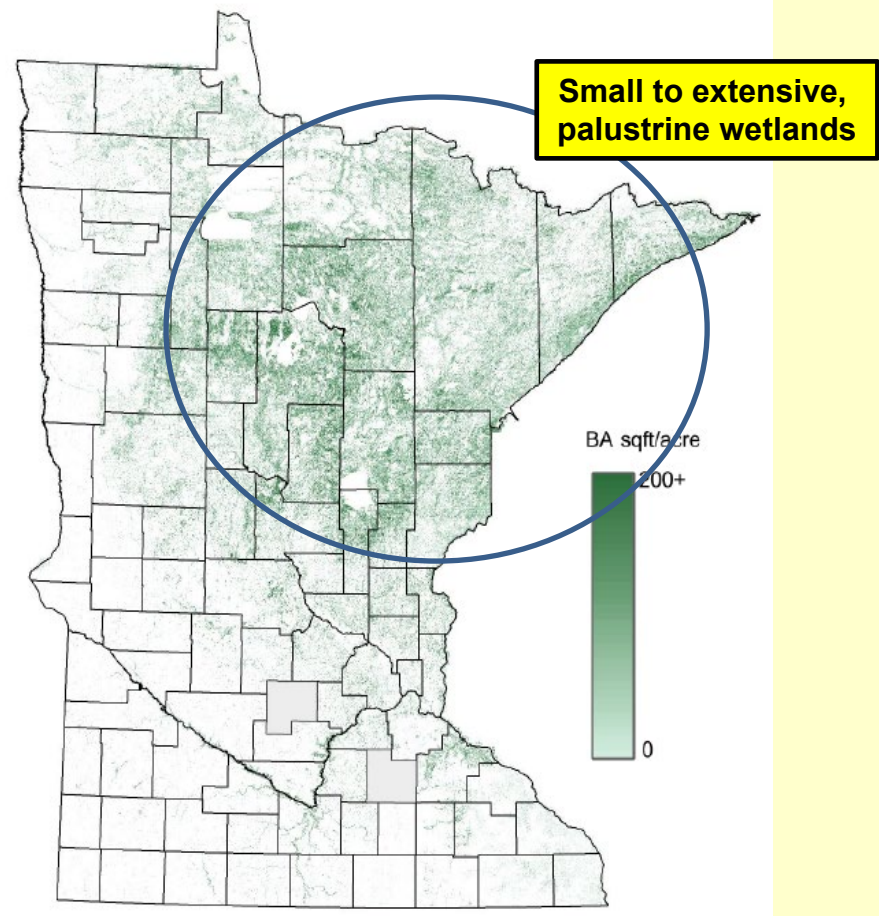 Small to extensive,
palustrine wetlands
BA sqft/acre
200+
0